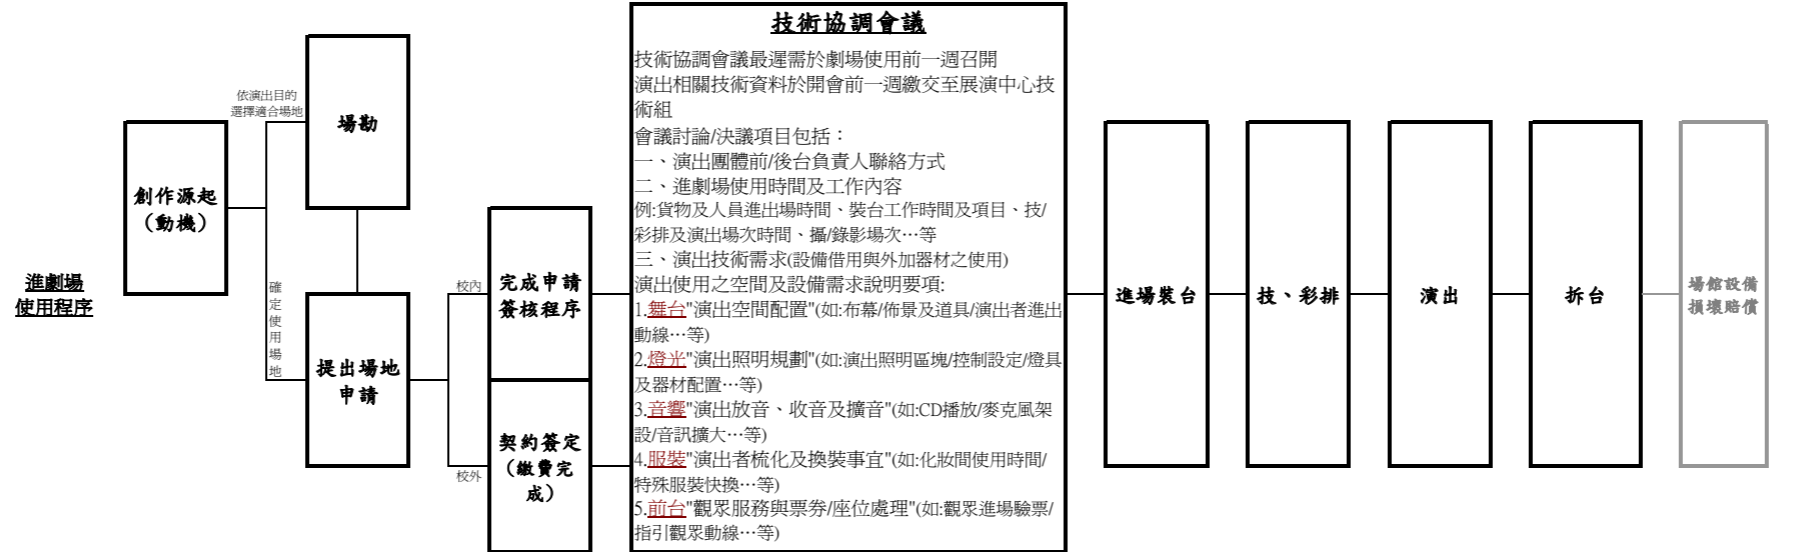 進劇場
使用程序
創作源起
（動機）
依演出目的
選擇適合場地
場勘
確定使用場地
提出場地
申請
校內
完成申請
簽核程序
校外
契約簽定
（繳費完
成）
技術協調會議
技術協調會議最遲需於劇場使用前一週召開
演出相關技術資料於開會前一週繳交至展演中心技
術組
會議討論/決議項目包括：
一、演出團體前/後台負責人聯絡方式
二、進劇場使用時間及工作內容
例:貨物及人員進出場時間、裝台工作時間及項目、技/
彩排及演出場次時間、攝/錄影場次…等
三、演出技術需求(設備借用與外加器材之使用)
演出使用之空間及設備需求說明要項:
1.舞台"演出空間配置"(如:布幕/佈景及道具/演出者進出
動線…等)
2.燈光"演出照明規劃"(如:演出照明區塊/控制設定/燈具
及器材配置…等)
3.音響"演出放音、收音及擴音"(如:CD播放/麥克風架
設/音訊擴大…等)
4.服裝"演出者梳化及換裝事宜"(如:化妝間使用時間/
特殊服裝快換…等)
5.前台"觀眾服務與票券/座位處理"(如:觀眾進場驗票/
指引觀眾動線…等)
進場裝台
技、彩排
演出
拆台
場館設備
損壞賠償